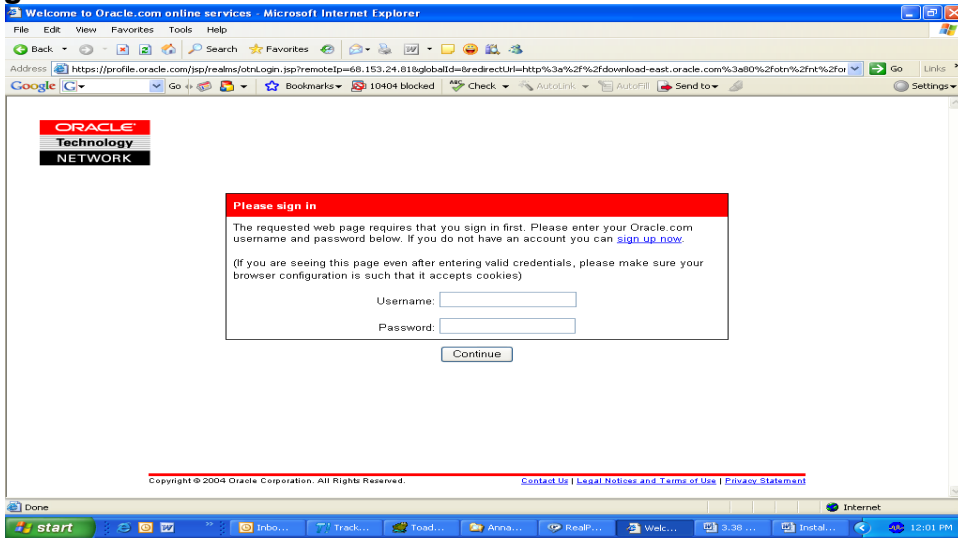 Welcome to Oracle.com online services - Microsoft Internet Explorer
File Edit View Favorites Tools Help
Back Search Favorites
Address https://profile.oracle.com/jsp/realms/otnLogin.jsp?remoteIp=68.153.24.81&globalId=&redirectUrl=http%3a%2f%2fdownload-east.oracle.com%3a80%2fotn%2fnt%2for Go Links
Google G Go Bookmarks 10404 blocked Check AutoLink AutoFill Send to Settings
ORACLE
Technology
NETWORK
Please sign in
The requested web page requires that you sign in first. Please enter your Oracle.com
username and password below. If you do not have an account you can sign up now.
(If you are seeing this page even after entering valid credentials, please make sure your
browser configuration is such that it accepts cookies)
Username:
Password:
Continue
Copyright © 2004 Oracle Corporation. All Rights Reserved. Contact Us | Legal Notices and Terms of Use | Privacy Statement
Done Internet
start Inbo... Track... Toad... Anna... RealP... Welc... 3.38 ... Instal... 12:01 PM